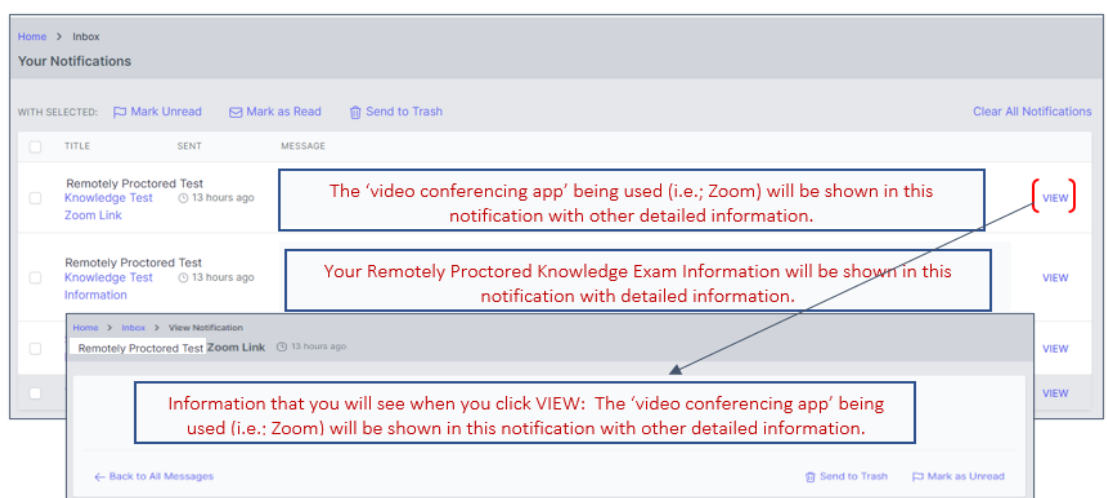 Home > Inbox
Your Notifications
WITH SELECTED: Mark Unread Mark as Read Send to Trash Clear All Notifications
TITLE SENT MESSAGE
Remotely Proctored Test
Knowledge Test 13 hours ago
Zoom Link
The ‘video conferencing app’ being used (i.e.; Zoom) will be shown in this
notification with other detailed information.
VIEW
Remotely Proctored Test
Knowledge Test 13 hours ago
Information
Your Remotely Proctored Knowledge Exam Information will be shown in this
notification with detailed information.
VIEW
VIEW
VIEW
Home > Inbox > View Notification
Remotely Proctored Test Zoom Link 13 hours ago
Information that you will see when you click VIEW: The ‘video conferencing app’ being
used (i.e.; Zoom) will be shown in this notification with other detailed information.
← Back to All Messages Send to Trash Mark as Unread